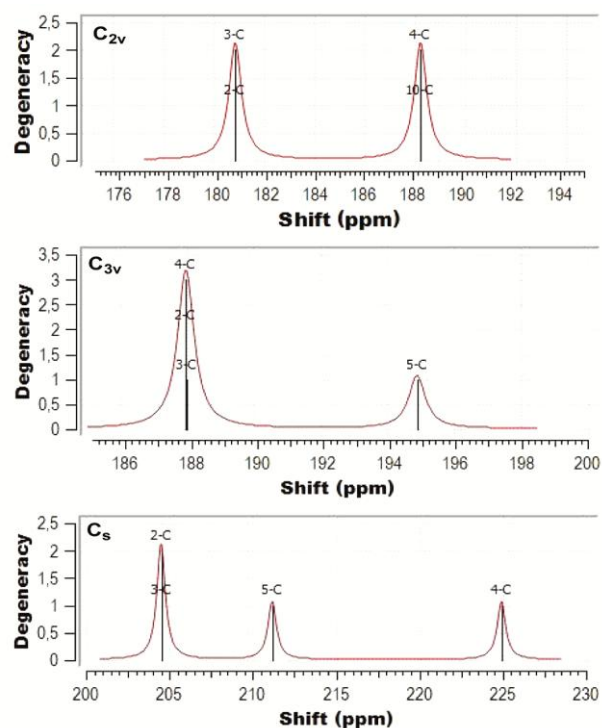 C2v
3-C 4-C
2-C 10-C
Degeneracy
2,5
2
1,5
1
0,5
0
176 178 180 182 184 186 188 190 192 194
Shift (ppm)
C3v
4-C
2-C
3-C 5-C
Degeneracy
3,5
3
2,5
2
1,5
1
0,5
0
186 188 190 192 194 196 198 200
Shift (ppm)
Cs
2-C
3-C 5-C 4-C
Degeneracy
2,5
2
1,5
1
0,5
0
200 205 210 215 220 225 230
Shift (ppm)